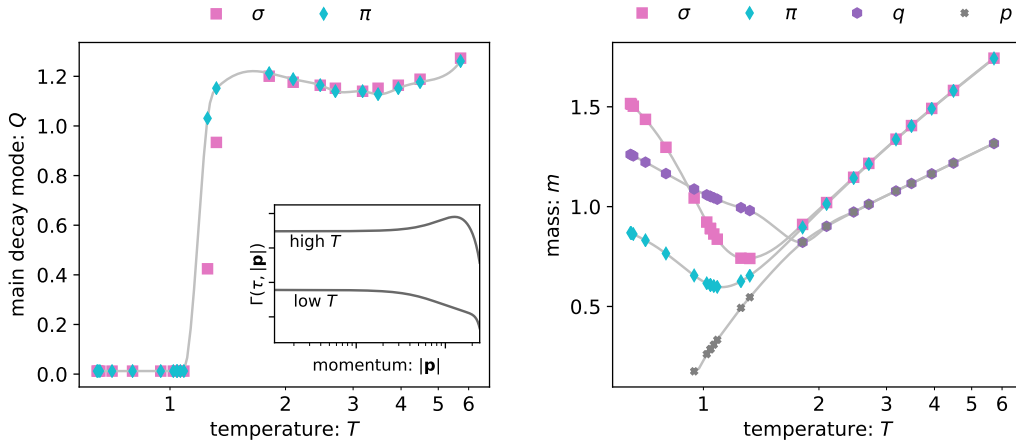 σ π
main decay mode: Q
1.2
1.0
0.8
0.6
0.4
0.2
0.0
1 2 3 4 5 6
temperature: T
Γ(τ, |p|)
high T
low T
momentum: |p|
σ π q p
mass: m
1.5
1.0
0.5
1 2 3 4 5 6
temperature: T